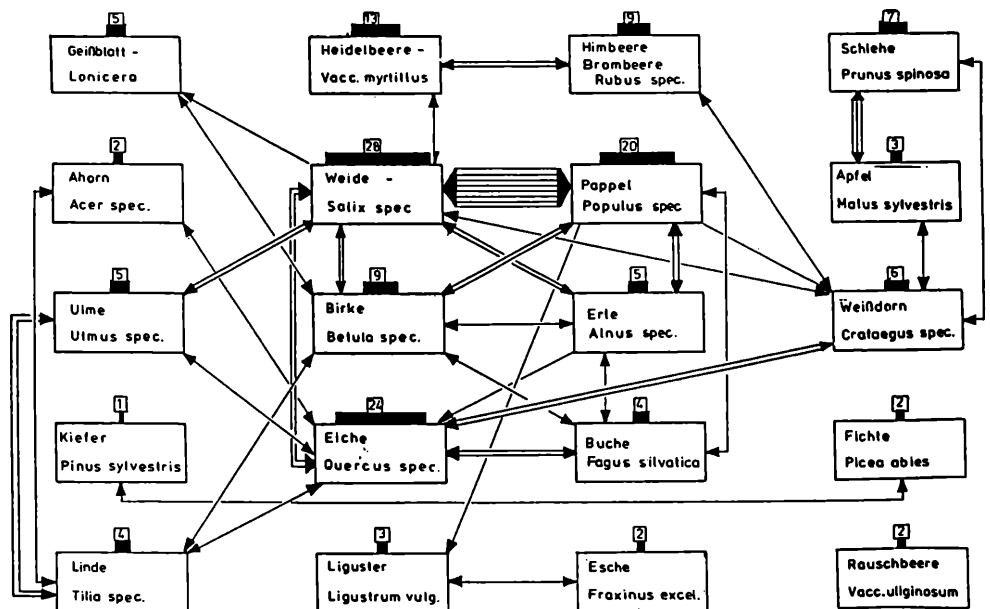 5
Geißblatt -
Lonicera
13
Heidelbeere -
Vacc. myrtillus
9
Himbeere
Brombeere
Rubus spec.
7
Schlehe
Prunus spinosa
2
Ahorn
Acer spec.
28
Weide -
Salix spec
20
Pappel
Populus spec
3
Apfel
Malus sylvestris
5
Ulme
Ulmus spec.
9
Birke
Betula spec.
5
Erle
Alnus spec.
6
Weißdorn
Crataegus spec.
1
Kiefer
Pinus sylvestris
24
Eiche
Quercus spec.
4
Buche
Fagus silvatica
2
Fichte
Picea abies
4
Linde
Tilia spec.
3
Liguster
Ligustrum vulg.
2
Esche
Fraxinus excel.
2
Rauschbeere
Vacc.uliginosum